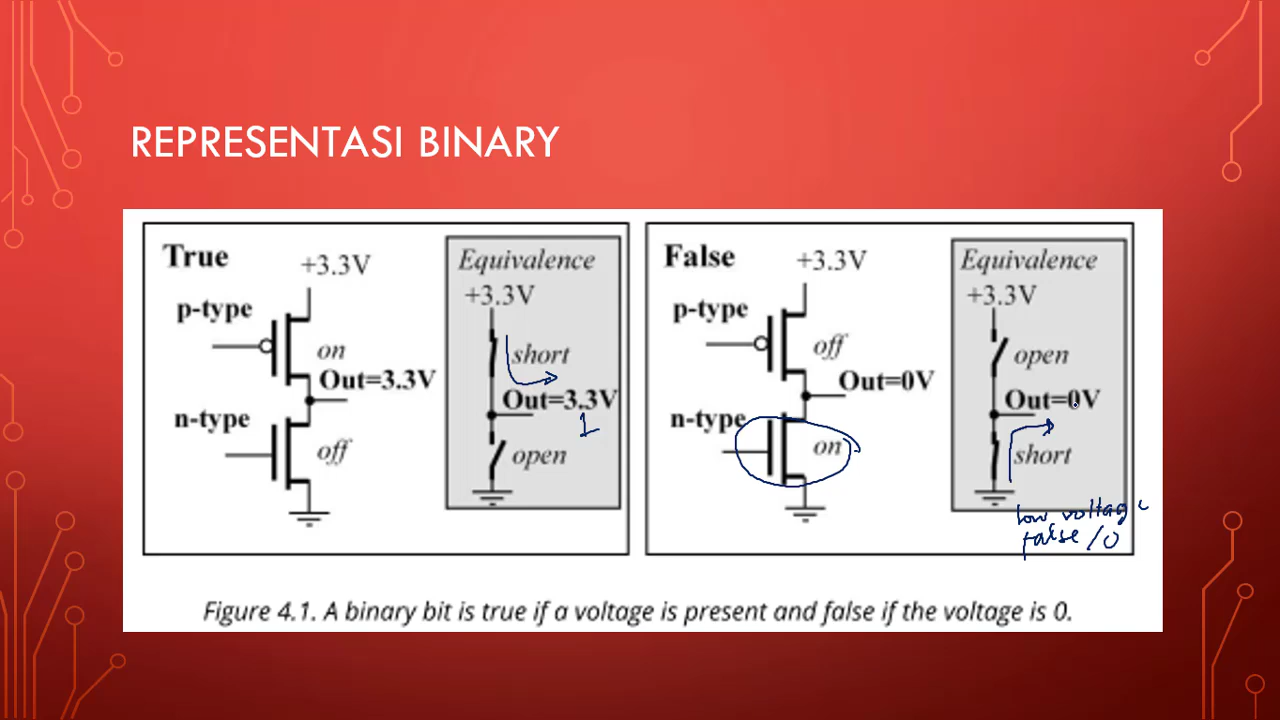 REPRESENTASI BINARY
True
+3.3V
p-type
on
Out=3.3V
n-type
off
Equivalence
+3.3V
short
Out=3.3V
1
open
False
+3.3V
p-type
off
Out=0V
n-type
on
Equivalence
+3.3V
open
Out=0V
short
low voltage
false / 0
Figure 4.1. A binary bit is true if a voltage is present and false if the voltage is 0.